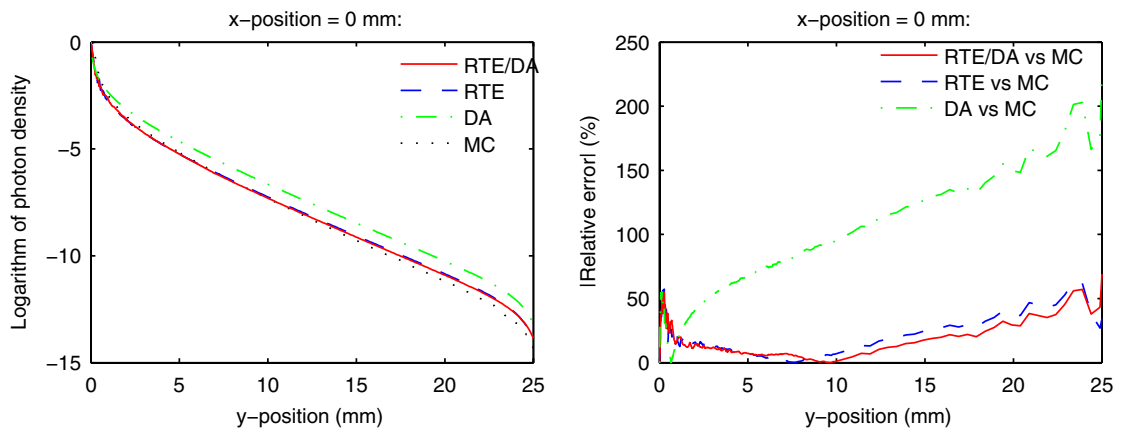 x−position = 0 mm:
Logarithm of photon density
0
−5
−10
−15
RTE/DA
RTE
DA
MC
0 5 10 15 20 25
y−position (mm)
x−position = 0 mm:
|Relative error| (%)
250
200
150
100
50
0
RTE/DA vs MC
RTE vs MC
DA vs MC
0 5 10 15 20 25
y−position (mm)